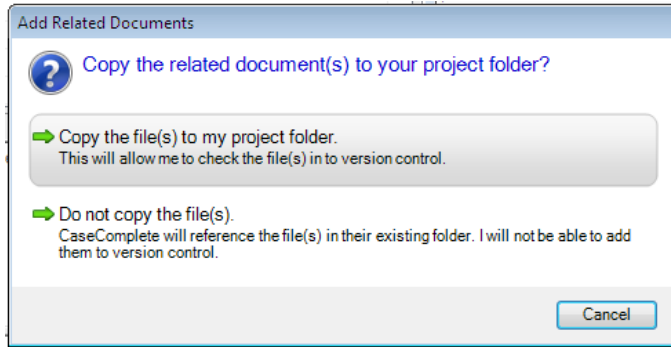 Add Related Documents
Copy the related document(s) to your project folder?
Copy the file(s) to my project folder.
This will allow me to check the file(s) in to version control.
Do not copy the file(s).
CaseComplete will reference the file(s) in their existing folder. I will not be able to add
them to version control.
Cancel